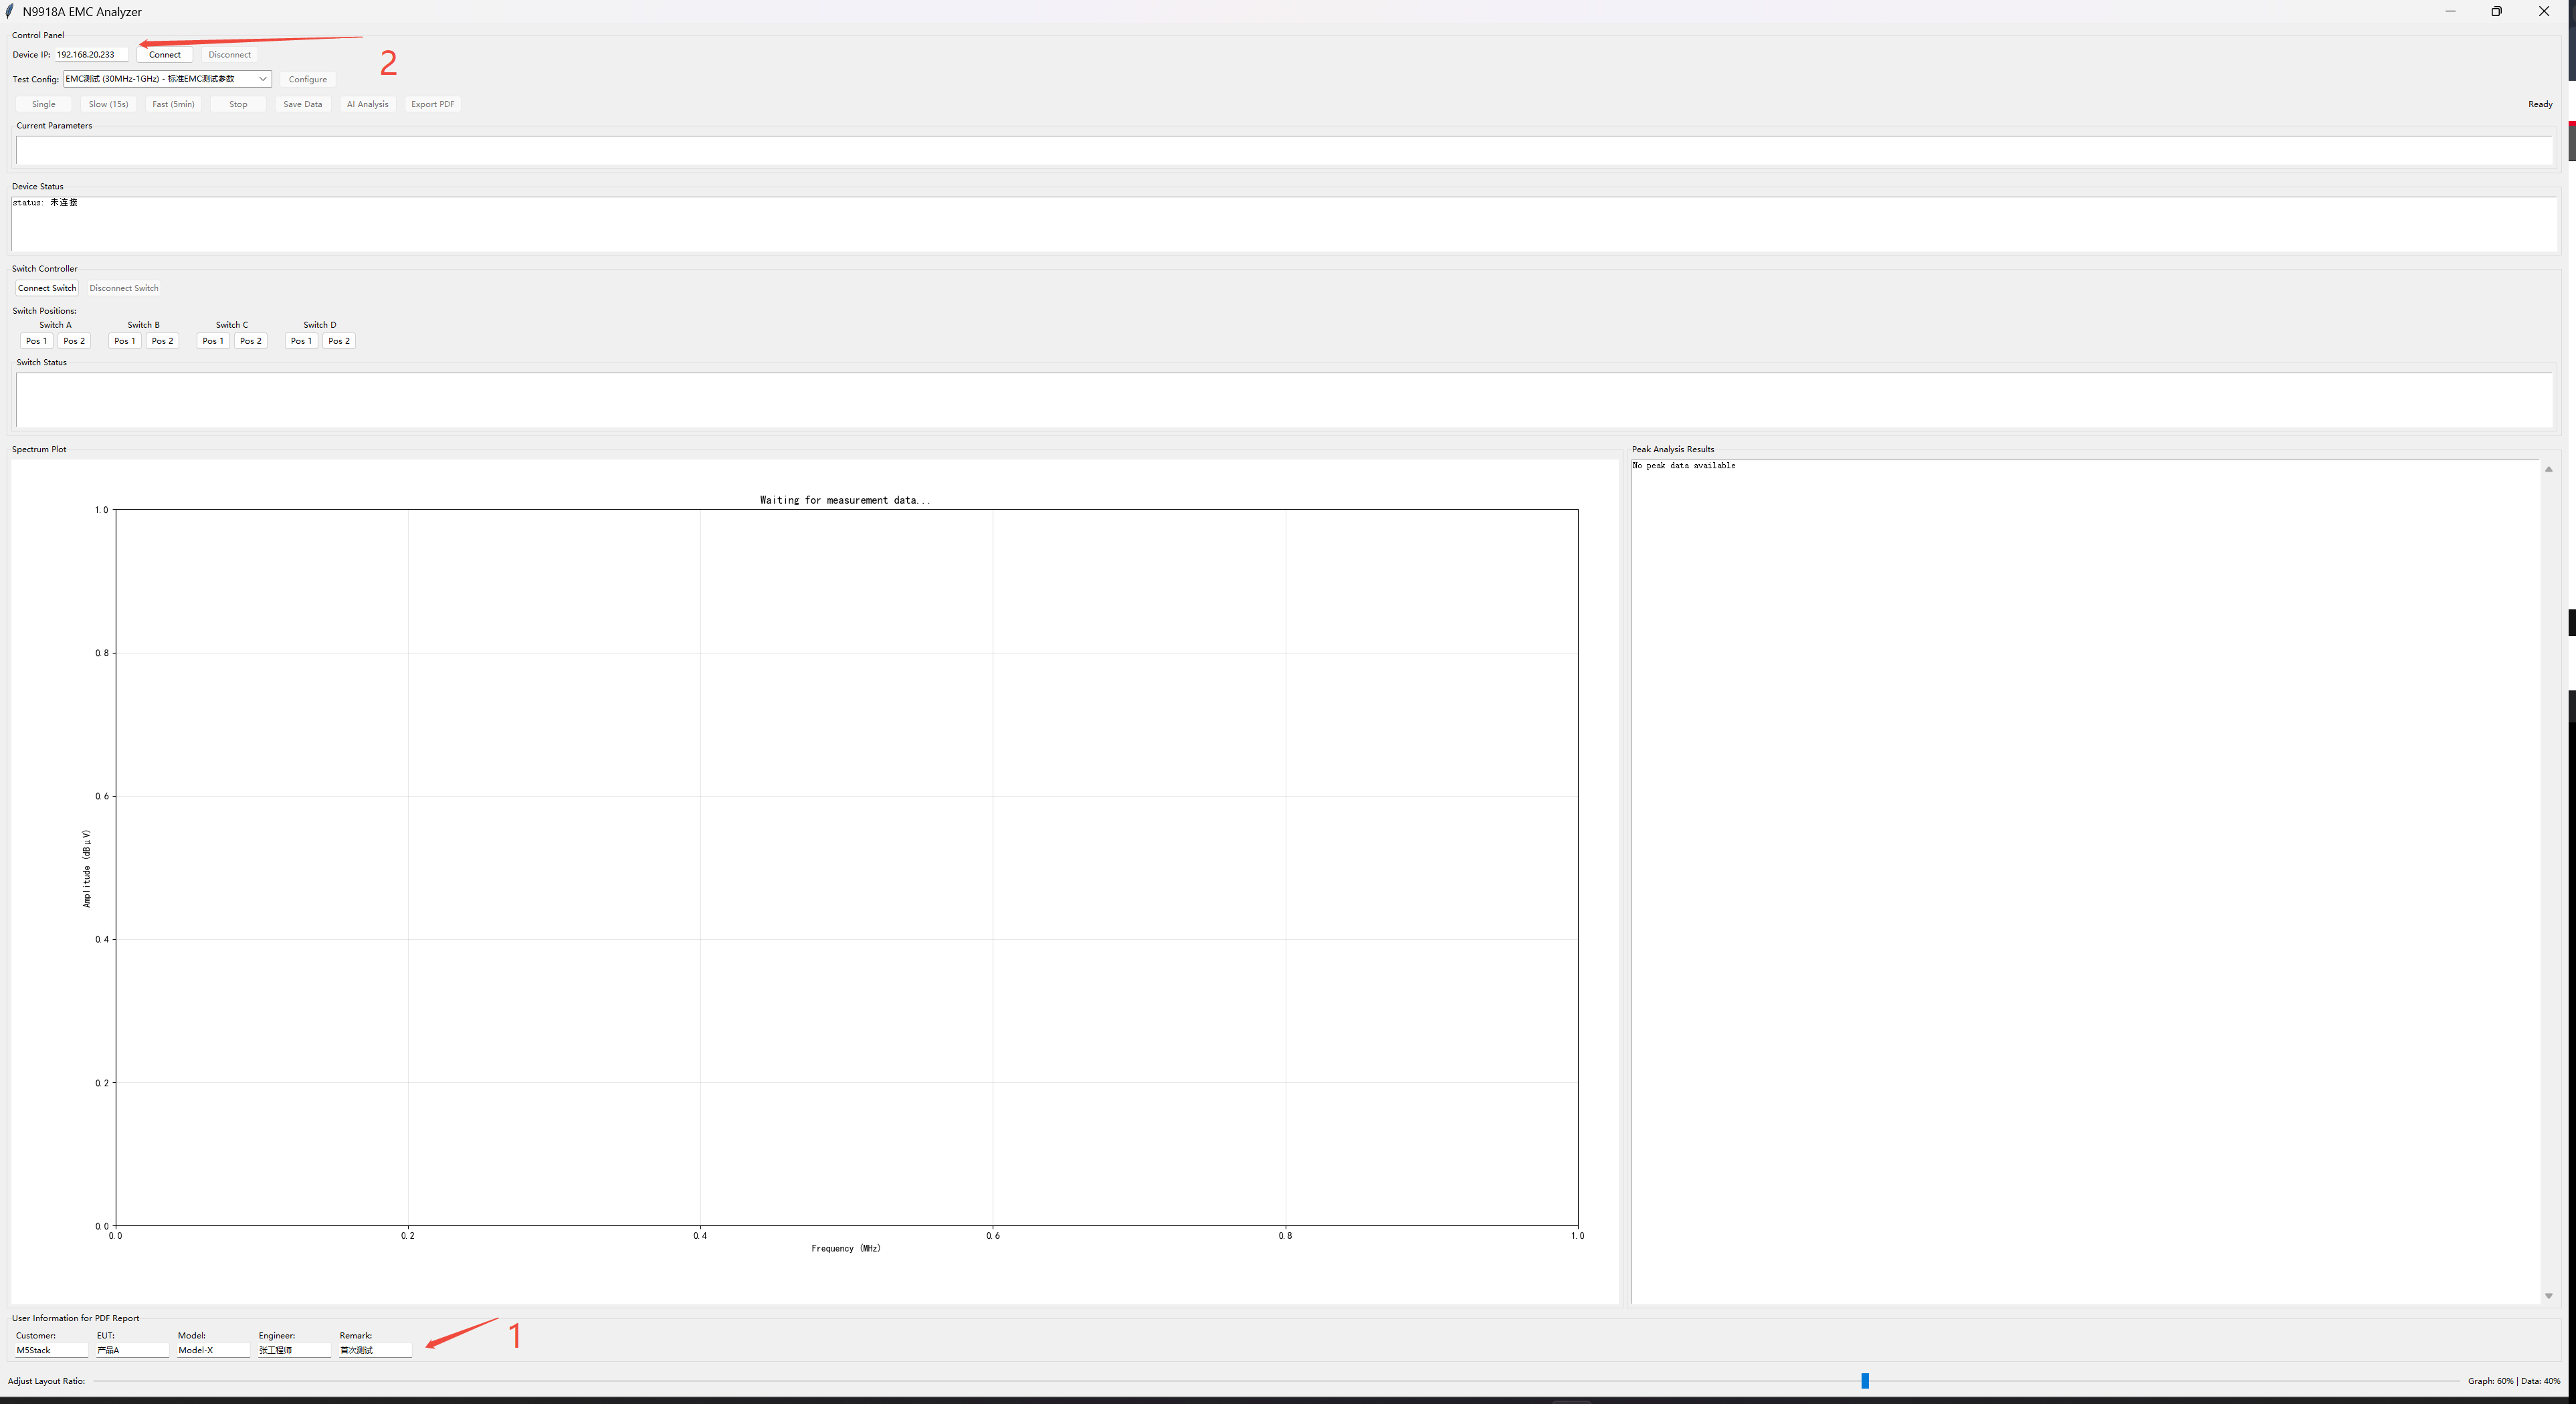 N9918A EMC Analyzer
Control Panel
Device IP: 192.168.20.233 Connect Disconnect
2
Test Config: EMC测试 (30MHz-1GHz) - 标准EMC测试参数 Configure
Single Slow (15s) Fast (5min) Stop Save Data AI Analysis Export PDF Ready
Current Parameters
Device Status
status: 未连接
Switch Controller
Connect Switch Disconnect Switch
Switch Positions:
Switch A Switch B Switch C Switch D
Pos 1 Pos 2 Pos 1 Pos 2 Pos 1 Pos 2 Pos 1 Pos 2
Switch Status
Spectrum Plot
Waiting for measurement data...
1.0
0.8
0.6
0.4
0.2
0.0
Amplitude (dBμV)
0.0 0.2 0.4 0.6 0.8 1.0
Frequency (MHz)
Peak Analysis Results
No peak data available
User Information for PDF Report
Customer: EUT: Model: Engineer: Remark:
M5Stack 产品A Model-X 张工程师 首次测试
1
Adjust Layout Ratio: Graph: 60% | Data: 40%